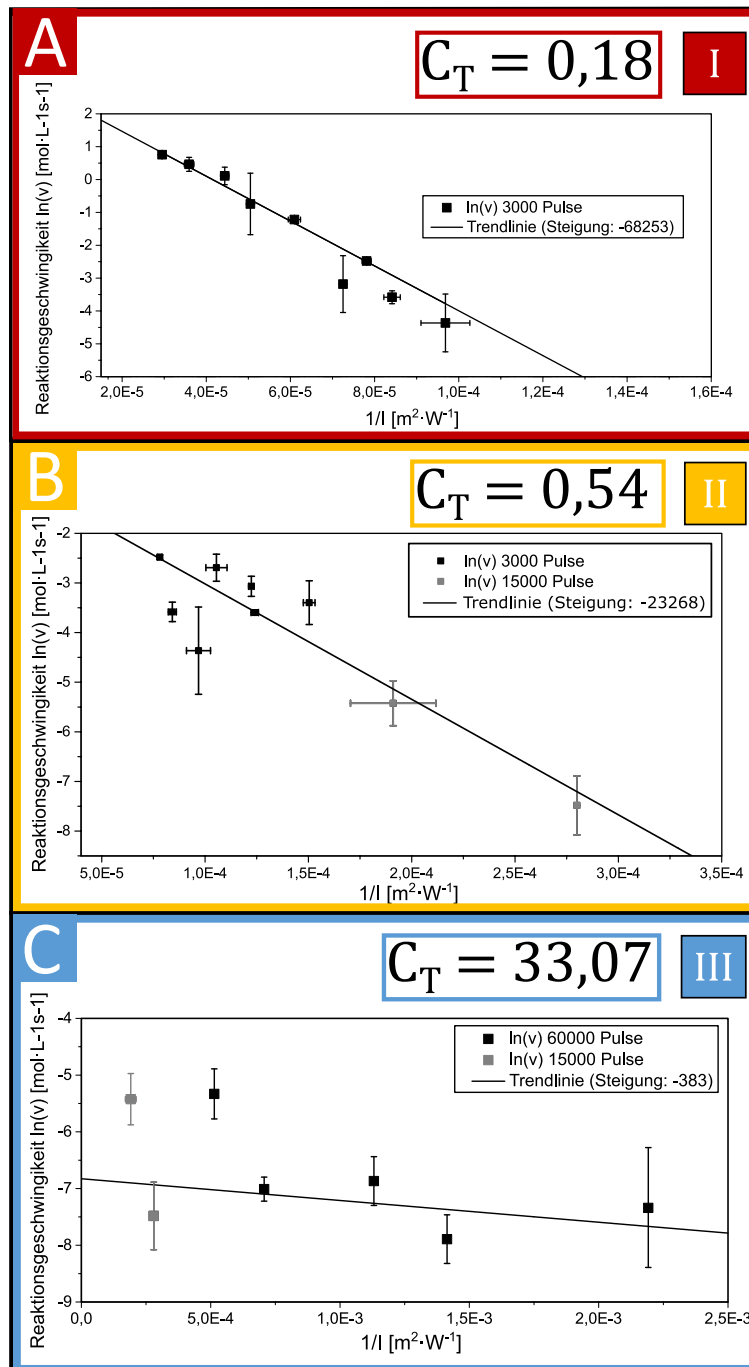 A
C_T = 0,18
I
Reaktionsgeschwingikeit ln(v) [mol·L-1s-1]
2
1
0
-1
-2
-3
-4
-5
-6
ln(v) 3000 Pulse
Trendlinie (Steigung: -68253)
2,0E-5 4,0E-5 6,0E-5 8,0E-5 1,0E-4 1,2E-4 1,4E-4 1,6E-4
1/I [m²·W⁻¹]
B
C_T = 0,54
II
Reaktionsgeschwingikeit ln(v) [mol·L-1s-1]
-2
-3
-4
-5
-6
-7
-8
ln(v) 3000 Pulse
ln(v) 15000 Pulse
Trendlinie (Steigung: -23268)
5,0E-5 1,0E-4 1,5E-4 2,0E-4 2,5E-4 3,0E-4 3,5E-4
1/I [m²·W⁻¹]
C
C_T = 33,07
III
Reaktionsgeschwingikeit ln(v) [mol·L-1s-1]
-4
-5
-6
-7
-8
-9
ln(v) 60000 Pulse
ln(v) 15000 Pulse
Trendlinie (Steigung: -383)
0,0 5,0E-4 1,0E-3 1,5E-3 2,0E-3 2,5E-3
1/I [m²·W⁻¹]